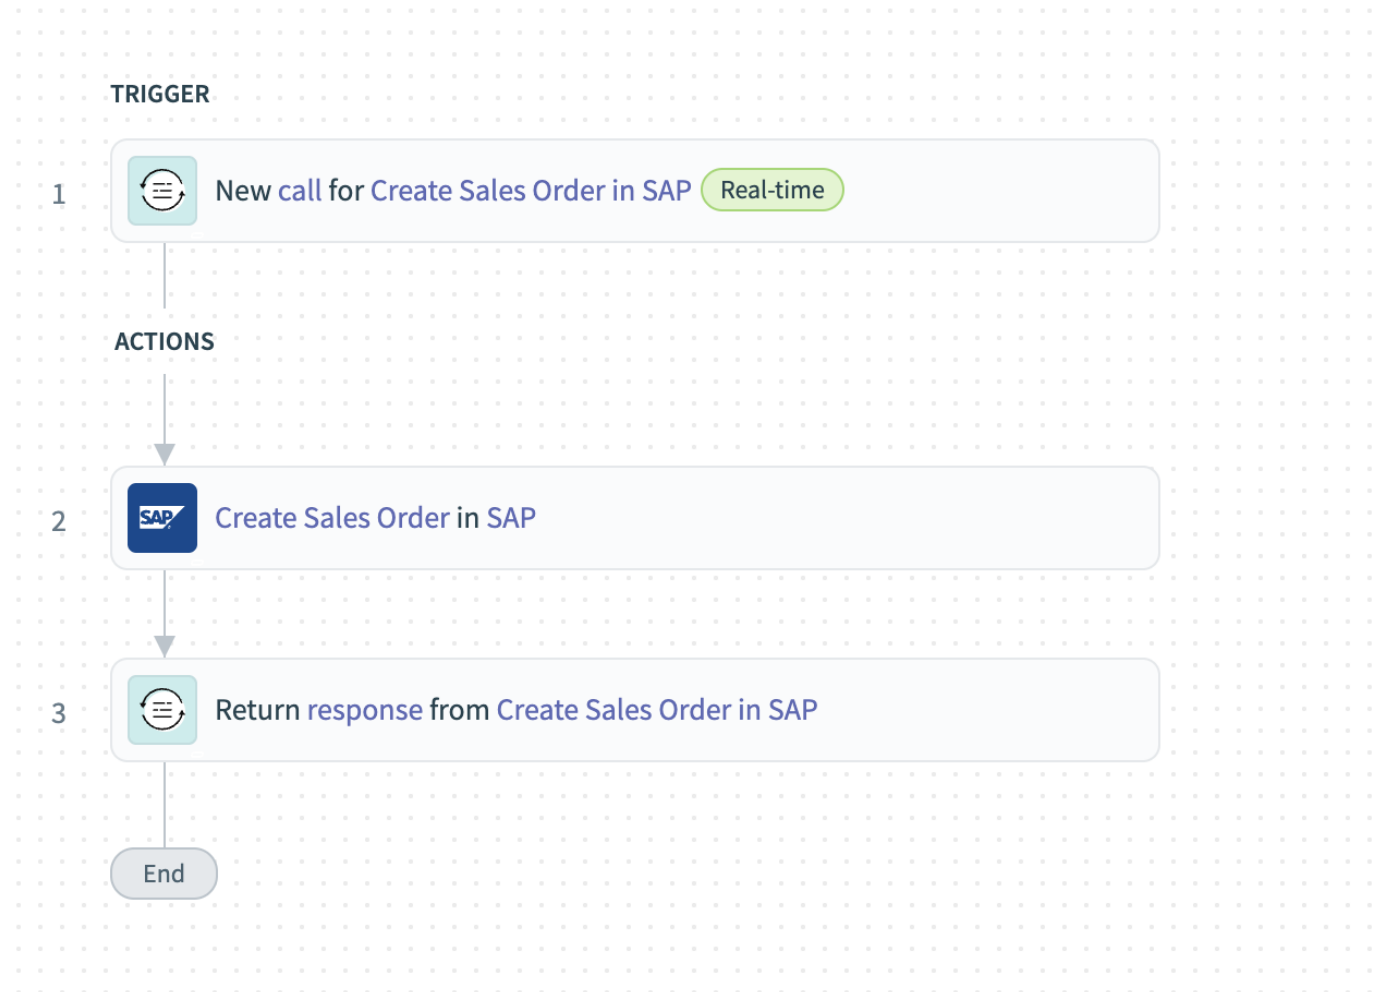 TRIGGER
1
New call for Create Sales Order in SAP Real-time
ACTIONS
2
SAP
Create Sales Order in SAP
3
Return response from Create Sales Order in SAP
End